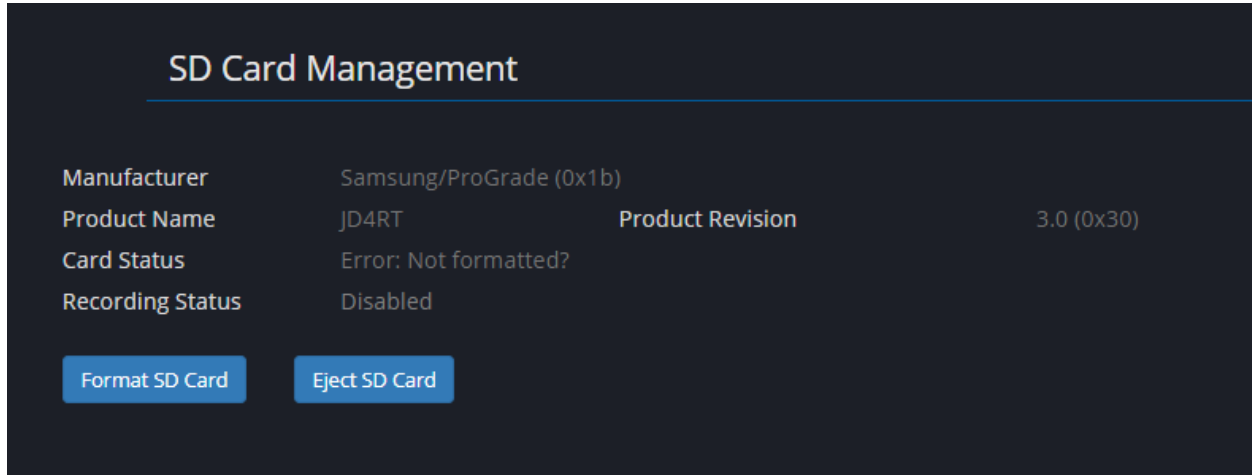 SD Card Management
Manufacturer Samsung/ProGrade (0x1b)
Product Name JD4RT Product Revision 3.0 (0x30)
Card Status Error: Not formatted?
Recording Status Disabled
Format SD Card Eject SD Card